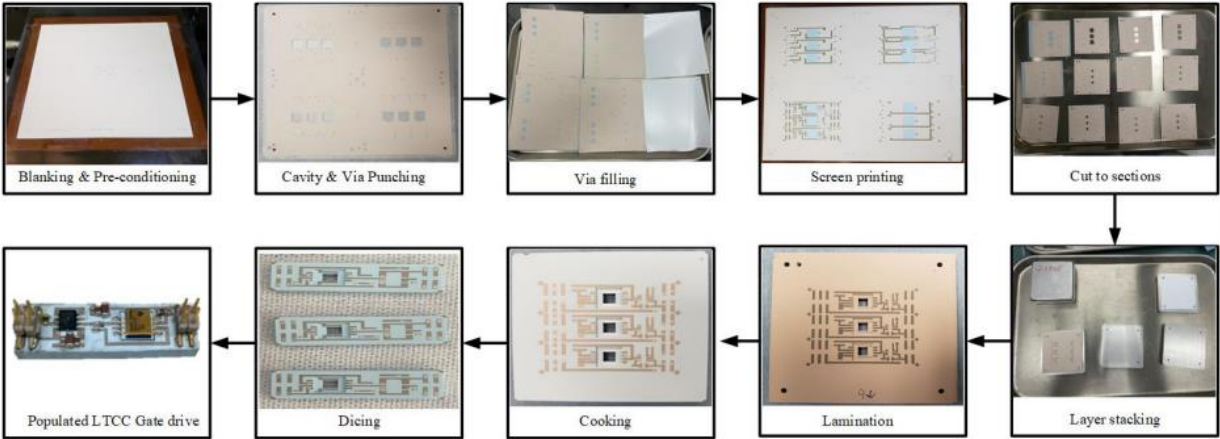 Blanking & Pre-conditioning
Cavity & Via Punching
Via filling
Screen printing
Cut to sections
Layer stacking
Lamination
Cooking
Dicing
Populated LTCC Gate drive